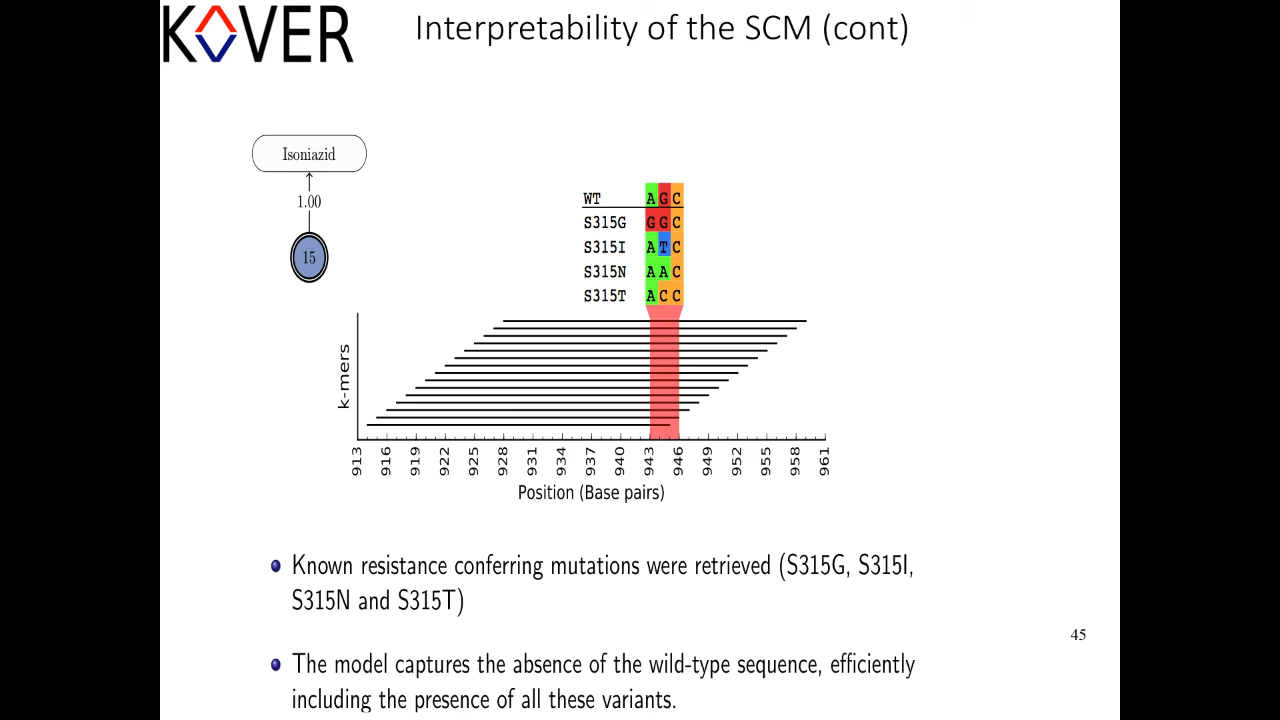 KOVER
Interpretability of the SCM (cont)
Isoniazid
1.00
15
WT AGC
S315G GGC
S315I ATC
S315N AAC
S315T ACC
k-mers
913 916 919 922 925 928 931 934 937 940 943 946 949 952 955 958 961
Position (Base pairs)
Known resistance conferring mutations were retrieved (S315G, S315I,
S315N and S315T)
45
The model captures the absence of the wild-type sequence, efficiently
including the presence of all these variants.